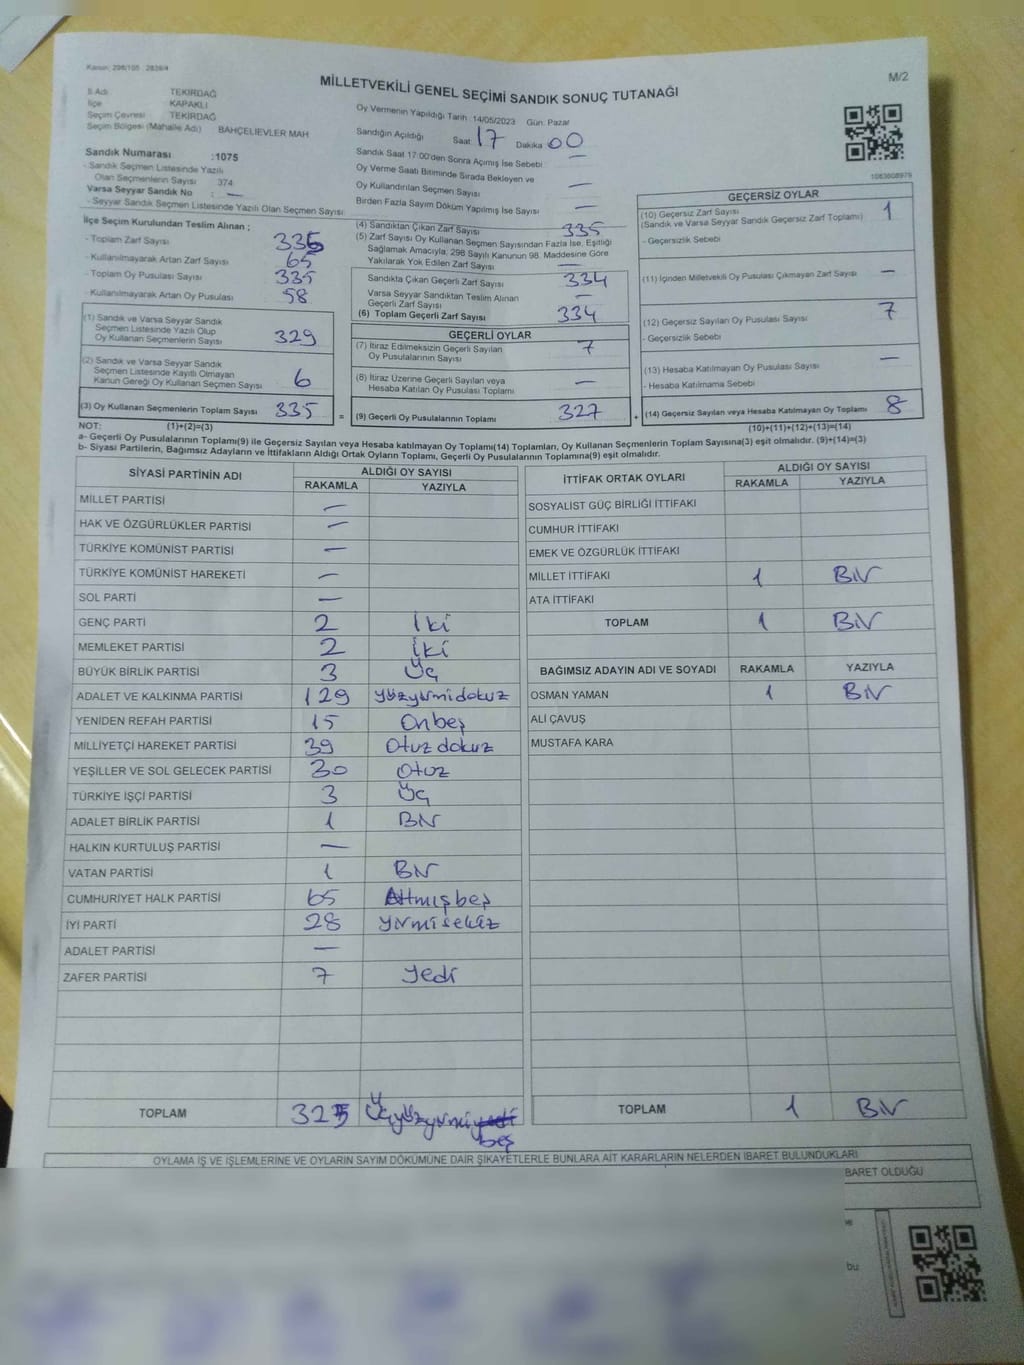 Kanun: 298/105 : 2839/4
M/2
MİLLETVEKİLİ GENEL SEÇİMİ SANDIK SONUÇ TUTANAĞI
İl Adı TEKİRDAĞ
İlçe KAPAKLI
Seçim Çevresi TEKİRDAĞ
Seçim Bölgesi (Mahalle Adı) BAHÇELİEVLER MAH
Sandık Numarası :1075
- Sandık Seçmen Listesinde Yazılı
Olan Seçmenlerin Sayısı 374
Varsa Seyyar Sandık No : —
- Seyyar Sandık Seçmen Listesinde Yazılı Olan Seçmen Sayısı:
Oy Vermenin Yapıldığı Tarih :14/05/2023 Gün: Pazar
Sandığın Açıldığı Saat 17 Dakika 00
Sandık Saat 17:00'den Sonra Açımış İse Sebebi —
Oy Verme Saati Bitiminde Sırada Bekleyen ve
Oy Kullandırılan Seçmen Sayısı —
Birden Fazla Sayım Döküm Yapılmış İse Sayısı —
1083608976
İlçe Seçim Kurulundan Teslim Alınan ;
- Toplam Zarf Sayısı 336
- Kullanılmayarak Artan Zarf Sayısı 65
- Toplam Oy Pusulası Sayısı 335
- Kullanılmayarak Artan Oy Pusulası 58
(1) Sandık ve Varsa Seyyar Sandık
Seçmen Listesinde Yazılı Olup
Oy Kullanan Seçmenlerin Sayısı 329
(2) Sandık ve Varsa Seyyar Sandık
Seçmen Listesinde Kayıtlı Olmayan
Kanun Gereği Oy Kullanan Seçmen Sayısı 6
(3) Oy Kullanan Seçmenlerin Toplam Sayısı 335
(4) Sandıktan Çıkan Zarf Sayısı 335
(5) Zarf Sayısı Oy Kullanan Seçmen Sayısından Fazla İse, Eşitliği
Sağlamak Amacıyla, 298 Sayılı Kanunun 98. Maddesine Göre
Yakılarak Yok Edilen Zarf Sayısı —
Sandıkta Çıkan Geçerli Zarf Sayısı 334
Varsa Seyyar Sandıktan Teslim Alınan
Geçerli Zarf Sayısı —
(6) Toplam Geçerli Zarf Sayısı 334
GEÇERLİ OYLAR
(7) İtiraz Edilmeksizin Geçerli Sayılan
Oy Pusulalarının Sayısı 7
(8) İtiraz Üzerine Geçerli Sayılan veya
Hesaba Katılan Oy Pusulası Toplamı —
= (9) Geçerli Oy Pusulalarının Toplamı 327
GEÇERSİZ OYLAR
(10) Geçersiz Zarf Sayısı 1
(Sandık ve Varsa Seyyar Sandık Geçersiz Zarf Toplamı)
- Geçersizlik Sebebi
(11) İçinden Milletvekili Oy Pusulası Çıkmayan Zarf Sayısı —
(12) Geçersiz Sayılan Oy Pusulası Sayısı 7
- Geçersizlik Sebebi
(13) Hesaba Katılmayan Oy Pusulası Sayısı —
- Hesaba Katılmama Sebebi
+ (14) Geçersiz Sayılan veya Hesaba Katılmayan Oy Toplamı 8
NOT: (1)+(2)=(3) (10)+(11)+(12)+(13)=(14)
a- Geçerli Oy Pusulalarının Toplamı(9) ile Geçersiz Sayılan veya Hesaba katılmayan Oy Toplamı(14) Toplamları, Oy Kullanan Seçmenlerin Toplam Sayısına(3) eşit olmalıdır. (9)+(14)=(3)
b- Siyasi Partilerin, Bağımsız Adayların ve İttifakların Aldığı Ortak Oyların Toplamı, Geçerli Oy Pusulalarının Toplamına(9) eşit olmalıdır.
SİYASİ PARTİNİN ADI ALDIĞI OY SAYISI
RAKAMLA YAZIYLA
MİLLET PARTİSİ —
HAK VE ÖZGÜRLÜKLER PARTİSİ —
TÜRKİYE KOMÜNİST PARTİSİ —
TÜRKİYE KOMÜNİST HAREKETİ —
SOL PARTİ —
GENÇ PARTİ 2 İki
MEMLEKET PARTİSİ 2 İki
BÜYÜK BİRLİK PARTİSİ 3 Üç
ADALET VE KALKINMA PARTİSİ 129 yüzyirmidokuz
YENİDEN REFAH PARTİSİ 15 Onbeş
MİLLİYETÇİ HAREKET PARTİSİ 39 Otuz dokuz
YEŞİLLER VE SOL GELECEK PARTİSİ 30 Otuz
TÜRKİYE İŞÇİ PARTİSİ 3 Üç
ADALET BİRLİK PARTİSİ 1 Bir
HALKIN KURTULUŞ PARTİSİ —
VATAN PARTİSİ 1 Bir
CUMHURİYET HALK PARTİSİ 65 Altmışbeş
İYİ PARTİ 28 yirmisekiz
ADALET PARTİSİ —
ZAFER PARTİSİ 7 Yedi
TOPLAM 325 Üçyüzyirmiyedi
beş
İTTİFAK ORTAK OYLARI ALDIĞI OY SAYISI
RAKAMLA YAZIYLA
SOSYALİST GÜÇ BİRLİĞİ İTTİFAKI
CUMHUR İTTİFAKI
EMEK VE ÖZGÜRLÜK İTTİFAKI
MİLLET İTTİFAKI 1 Bir
ATA İTTİFAKI
TOPLAM 1 Bir
BAĞIMSIZ ADAYIN ADI VE SOYADI RAKAMLA YAZIYLA
OSMAN YAMAN 1 Bir
ALİ ÇAVUŞ
MUSTAFA KARA
TOPLAM 1 Bir
OYLAMA İŞ VE İŞLEMLERİNE VE OYLARIN SAYIM DÖKÜMÜNE DAİR ŞİKAYETLERLE BUNLARA AİT KARARLARIN NELERDEN İBARET BULUNDUKLARI
BARET OLDUĞU
bu